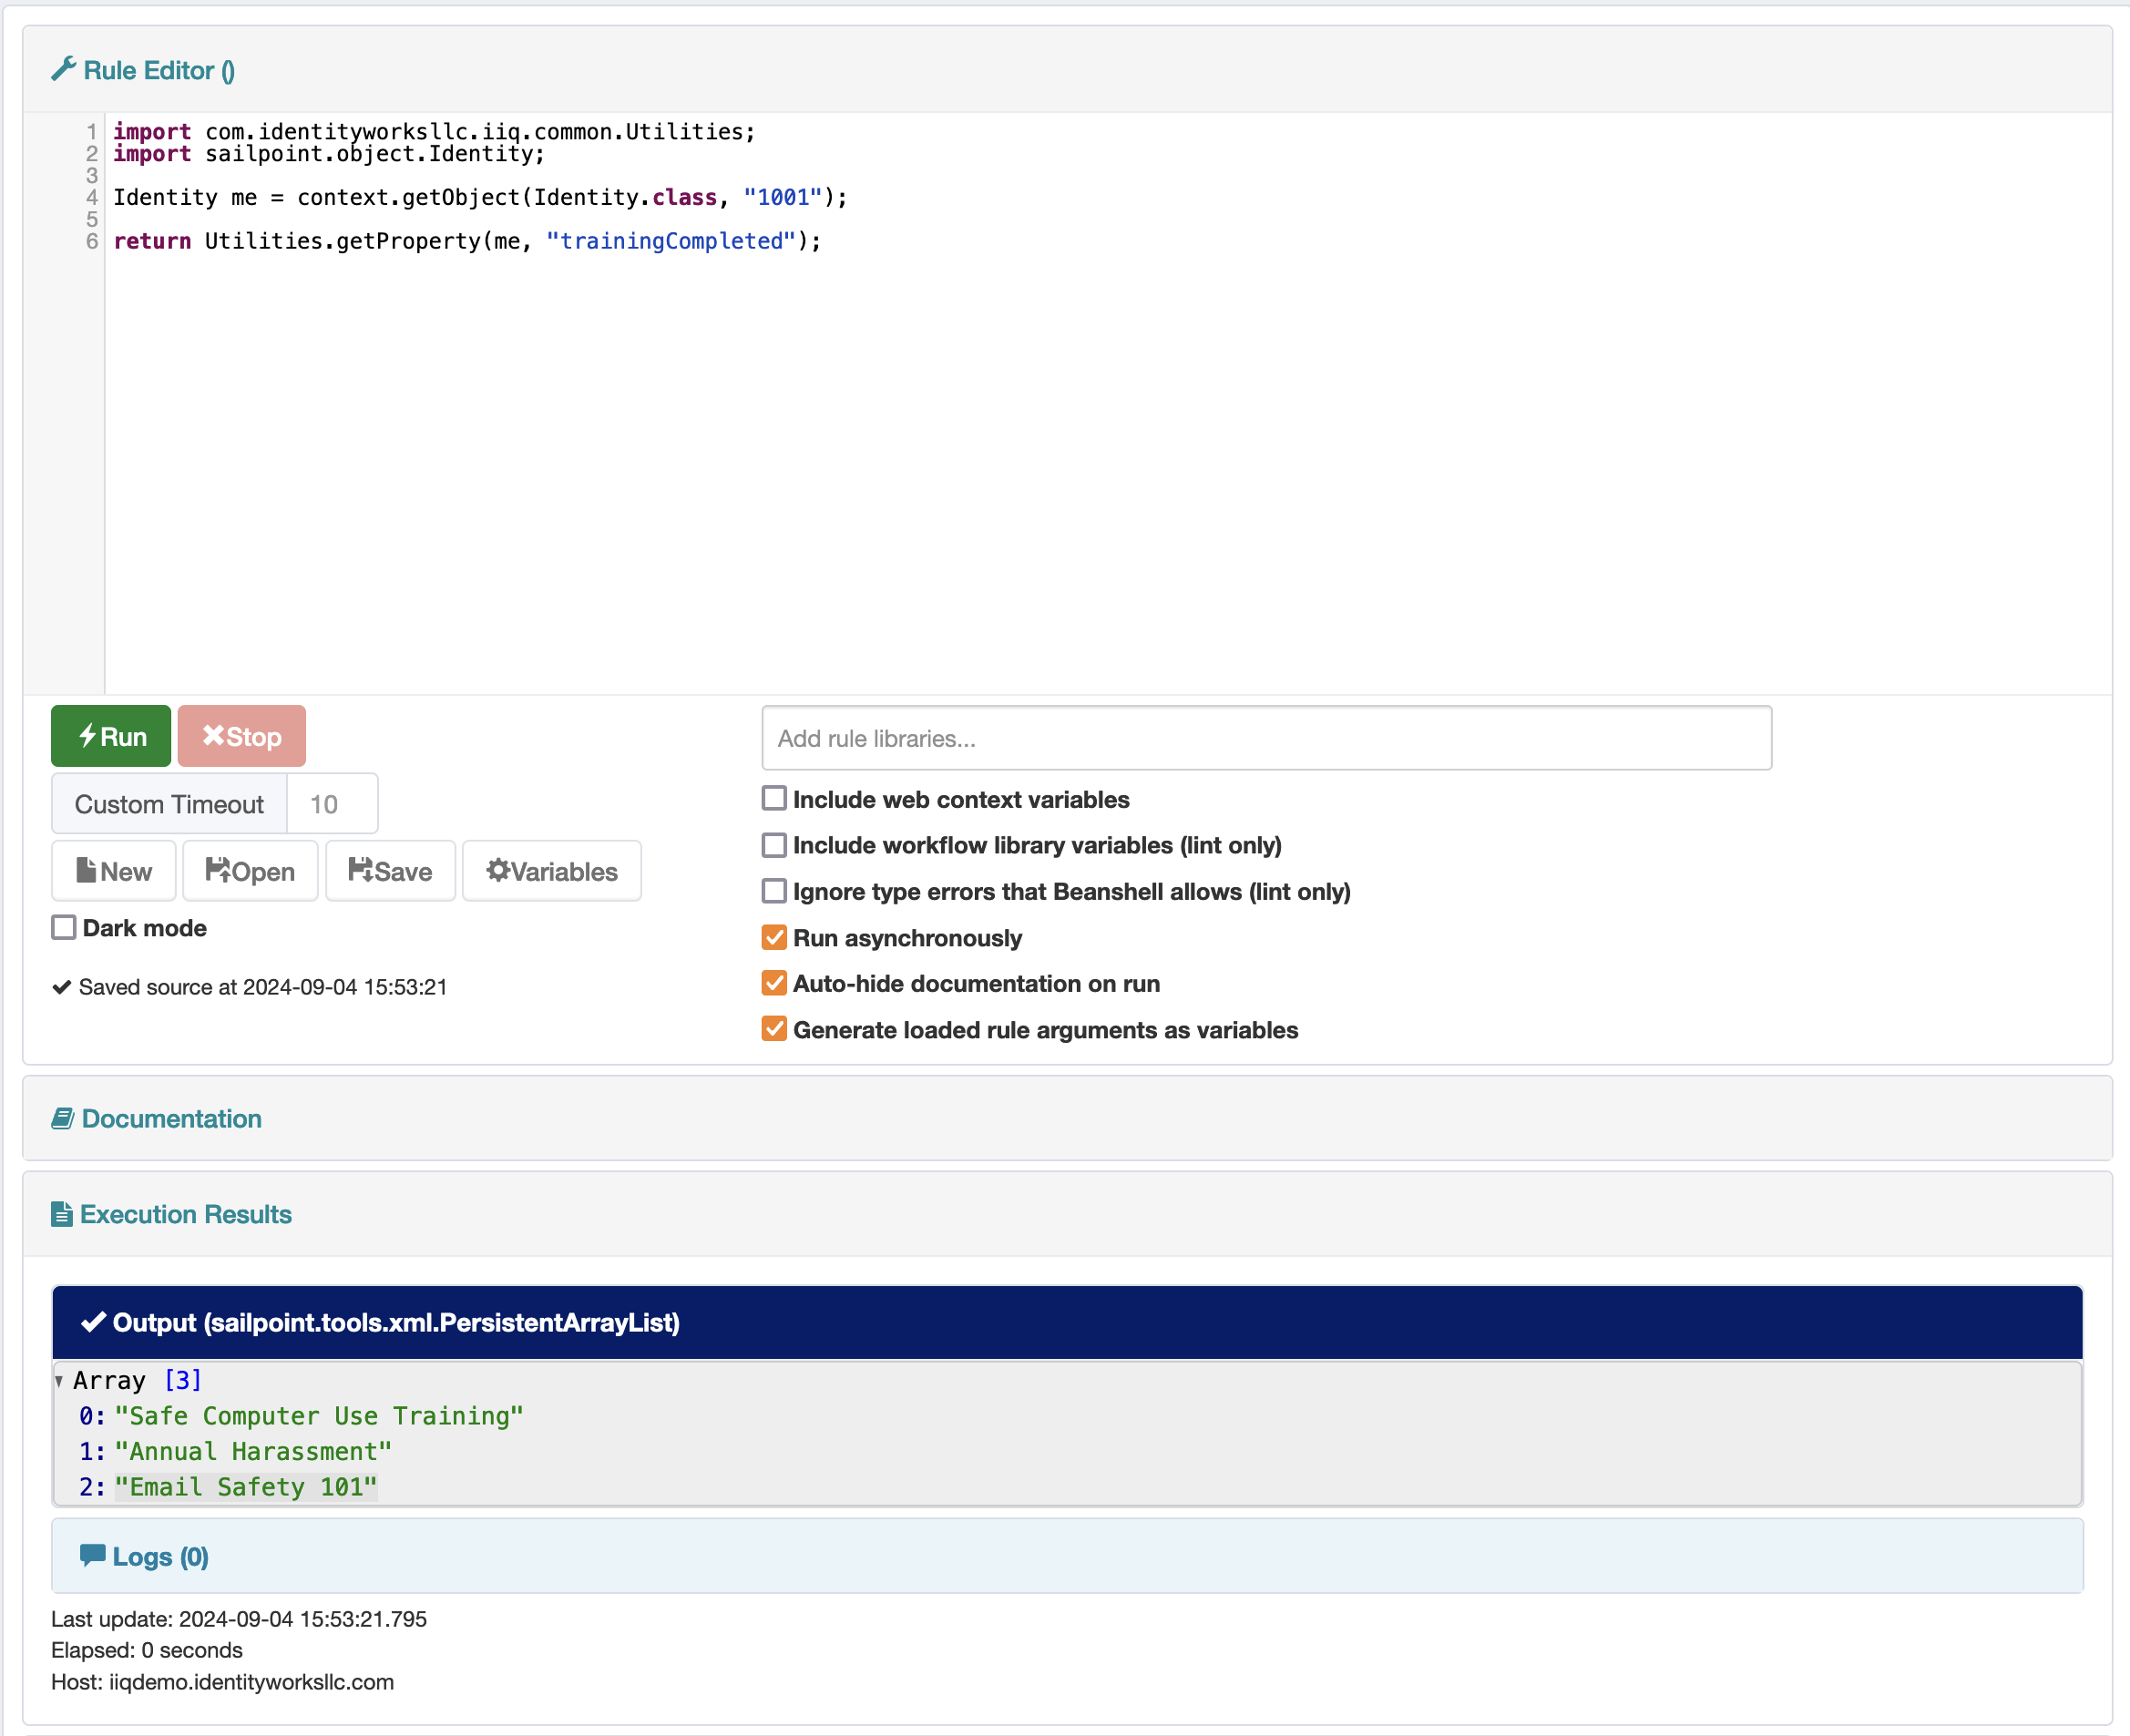 Rule Editor ()
1 import com.identityworksllc.iiq.common.Utilities;
2 import sailpoint.object.Identity;
3
4 Identity me = context.getObject(Identity.class, "1001");
5
6 return Utilities.getProperty(me, "trainingCompleted");
Run Stop
Add rule libraries...
Custom Timeout 10
Include web context variables
Include workflow library variables (lint only)
New Open Save Variables
Ignore type errors that Beanshell allows (lint only)
Dark mode
Run asynchronously
Saved source at 2024-09-04 15:53:21
Auto-hide documentation on run
Generate loaded rule arguments as variables
Documentation
Execution Results
Output (sailpoint.tools.xml.PersistentArrayList)
Array [3]
0: "Safe Computer Use Training"
1: "Annual Harassment"
2: "Email Safety 101"
Logs (0)
Last update: 2024-09-04 15:53:21.795
Elapsed: 0 seconds
Host: iiqdemo.identityworksllc.com